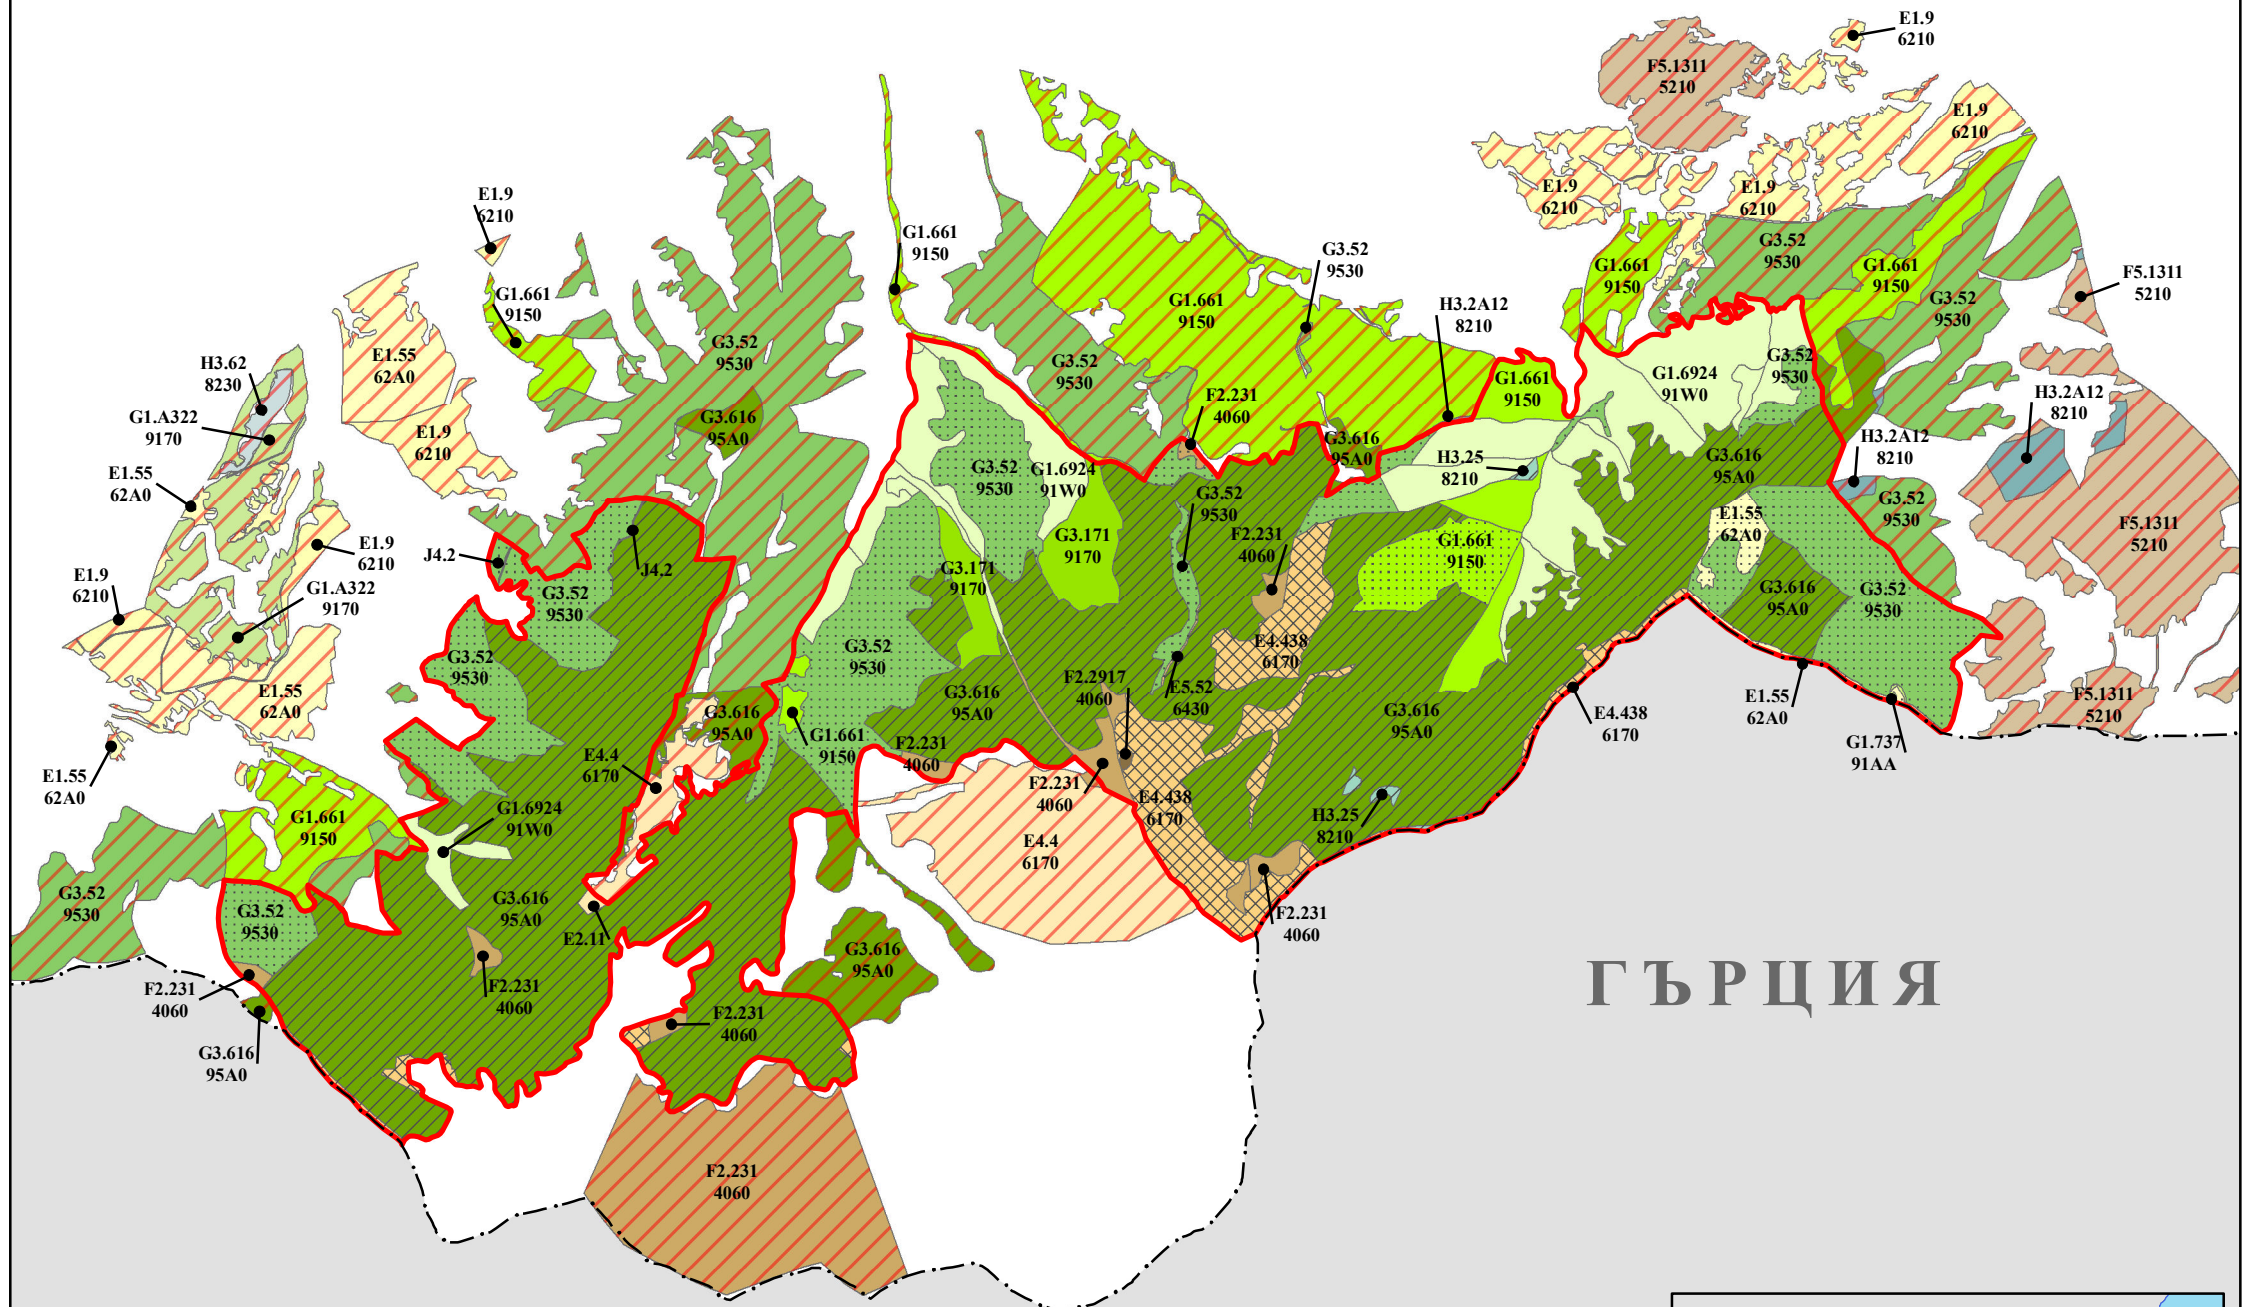 E1.9
6210
F5.1311
5210
E1.9
6210
E1.9
6210
E1.9
6210
E1.9
6210
G1.661
9150
G3.52
9530
G3.52
9530
G1.661
9150
G1.661
9150
F5.1311
5210
G1.661
9150
G1.661
9150
H3.2A12
8210
G3.52
9530
G3.52
9530
E1.55
62A0
H3.62
8230
G3.52
9530
G1.661
9150
G1.6924
91W0
G3.52
9530
F2.231
4060
H3.2A12
8210
G1.A322
9170
G3.616
95A0
E1.9
6210
G3.616
95A0
H3.2A12
8210
E1.55
62A0
G3.52
9530
G1.6924
91W0
H3.25
8210
G3.616
95A0
G3.52
9530
G3.52
9530
E1.55
62A0
F5.1311
5210
E1.9
6210
J4.2
J4.2
G3.171
9170
F2.231
4060
G1.661
9150
E1.9
6210
G1.A322
9170
G3.52
9530
G3.171
9170
G3.616
95A0
G3.52
9530
G3.52
9530
G3.52
9530
E4.438
6170
E1.55
62A0
G3.616
95A0
G3.616
95A0
F2.2917
4060
E5.52
6430
G3.616
95A0
E4.438
6170
E1.55
62A0
F5.1311
5210
E1.55
62A0
E4.4
6170
G1.661
9150
F2.231
4060
F2.231
4060
E4.438
6170
G1.737
91AA
G1.661
9150
G1.6924
91W0
H3.25
8210
E4.4
6170
G3.52
9530
G3.52
9530
G3.616
95A0
E2.11
F2.231
4060
F2.231
4060
F2.231
4060
G3.616
95A0
F2.231
4060
ГЪРЦИЯ
G3.616
95A0
F2.231
4060